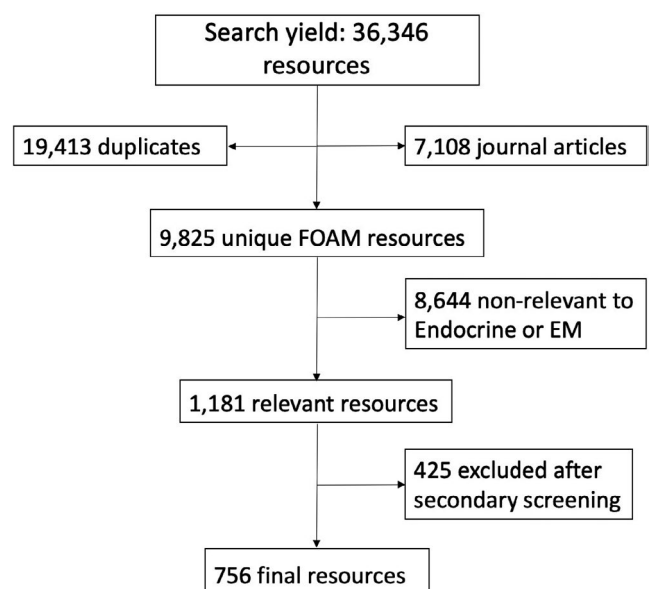 Search yield: 36,346
resources
19,413 duplicates
7,108 journal articles
9,825 unique FOAM resources
8,644 non-relevant to
Endocrine or EM
1,181 relevant resources
425 excluded after
secondary screening
756 final resources